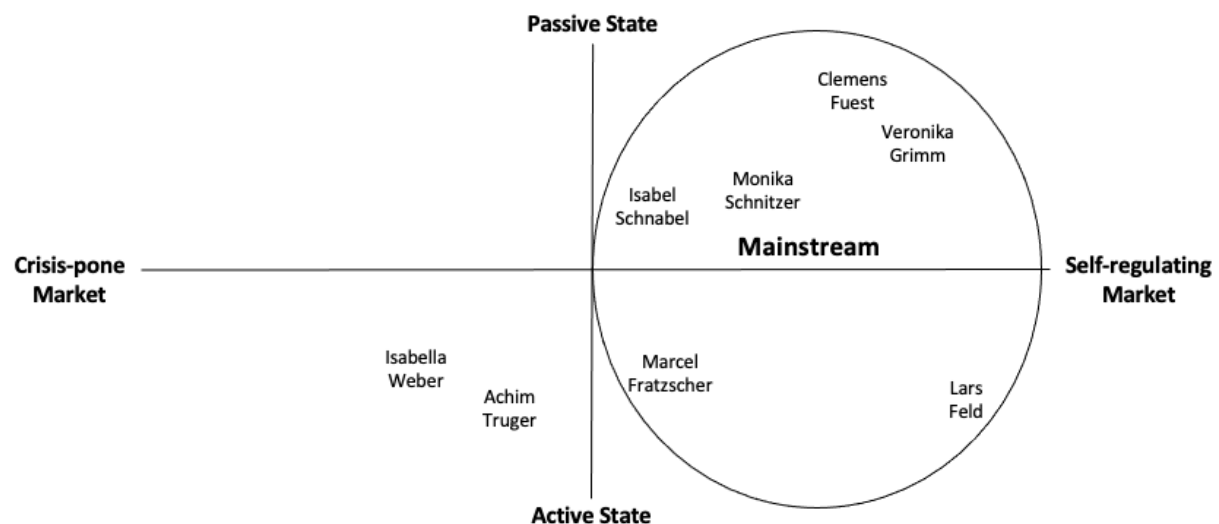 Passive State
Clemens
Fuest
Veronika
Grimm
Monika
Schnitzer
Isabel
Schnabel
Mainstream
Crisis-pone
Market
Self-regulating
Market
Isabella
Weber
Achim
Truger
Marcel
Fratzscher
Lars
Feld
Active State